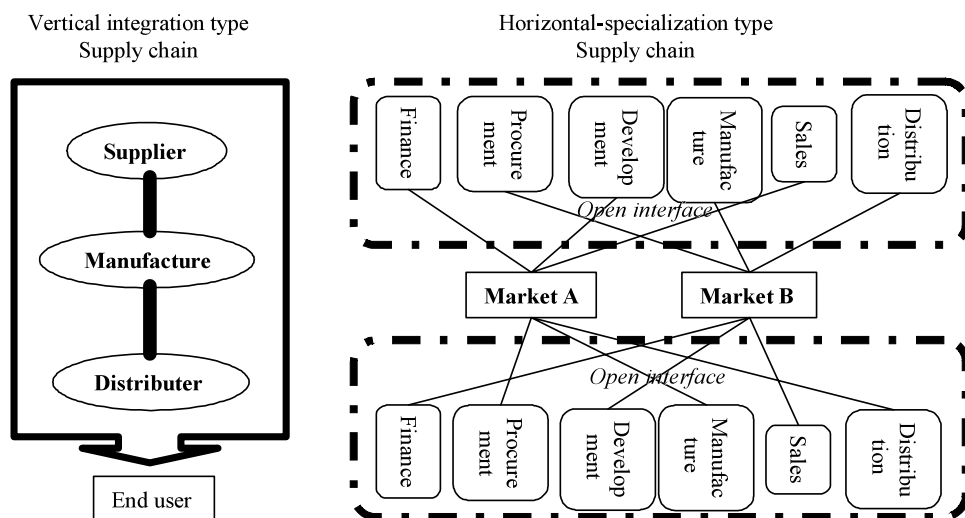 Vertical integration type
Supply chain
Supplier
Manufacture
Distributer
End user
Horizontal-specialization type
Supply chain
Finance
Procure
ment
Develop
ment
Manufac
ture
Sales
Distribu
tion
Open interface
Market A
Market B
Open interface
Finance
Procure
ment
Develop
ment
Manufac
ture
Sales
Distribu
tion